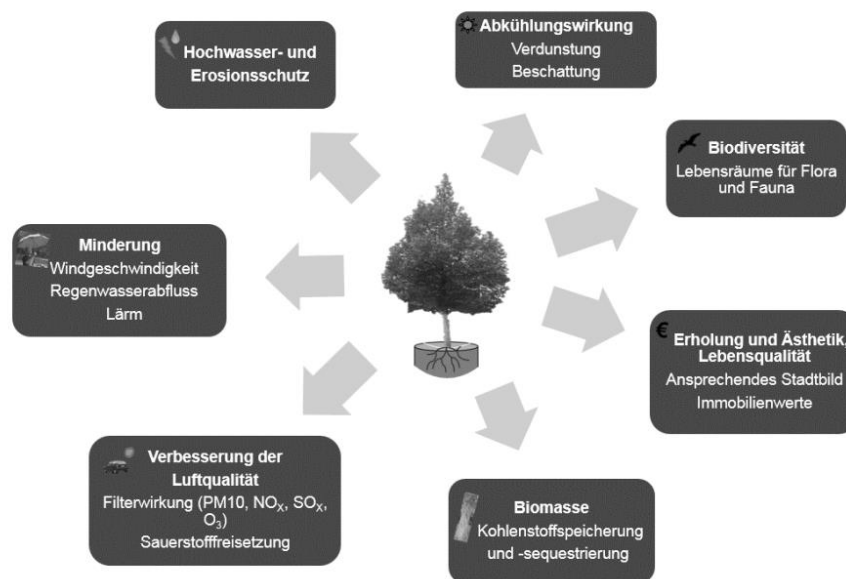 Hochwasser- und
Erosionsschutz
Abkühlungswirkung
Verdunstung
Beschattung
Biodiversität
Lebensräume für Flora
und Fauna
Minderung
Windgeschwindigkeit
Regenwasserabfluss
Lärm
€
Erholung und Ästhetik,
Lebensqualität
Ansprechendes Stadtbild
Immobilienwerte
Verbesserung der
Luftqualität
Filterwirkung (PM10, NOX, SOX,
O3)
Sauerstofffreisetzung
Biomasse
Kohlenstoffspeicherung
und -sequestrierung